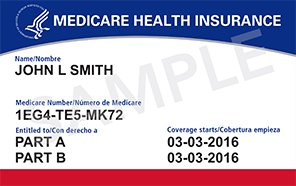 MEDICARE HEALTH INSURANCE
SAMPLE
Name/Nombre
JOHN L SMITH
Medicare Number/Número de Medicare
1EG4-TE5-MK72
Entitled to/Con derecho a Coverage starts/Cobertura empieza
PART A 03-03-2016
PART B 03-03-2016